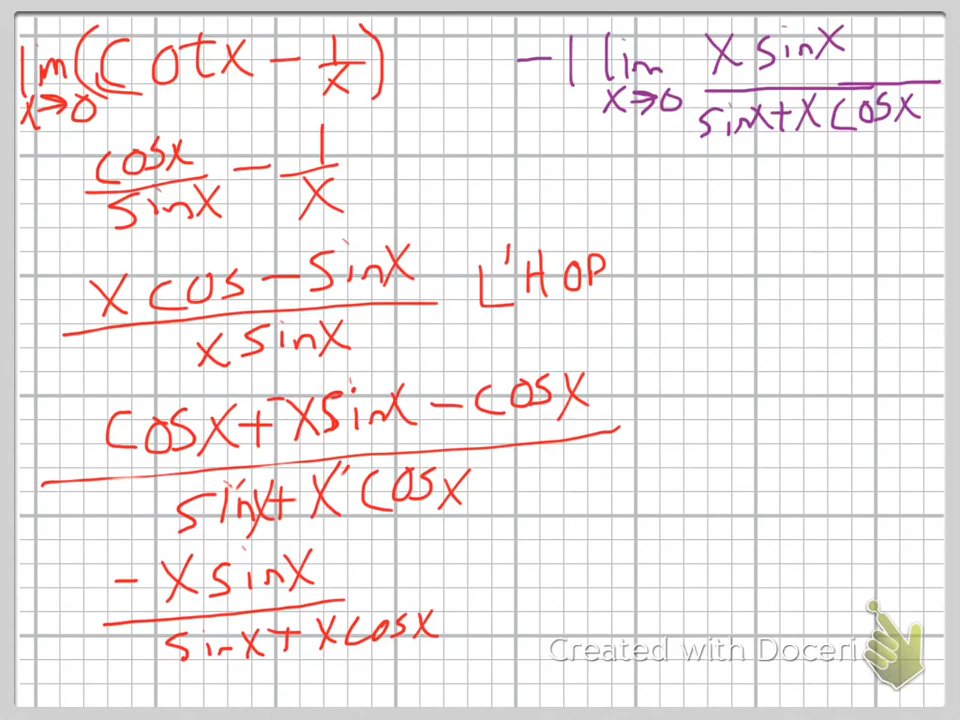 lim x→0 (cotx - 1/x)
cosx/sinx - 1/x
(x cos - sinx)/(x sinx) L'HOP
(cosx + -xsinx - cosx)/(sinx + x cosx)
(-xsinx)/(sinx + xcosx)
-1 lim x→0 (x sinx)/(sinx + x cosx)
Created with Doceri